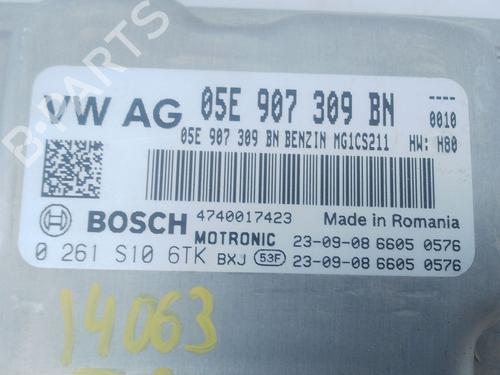 VW AG 05E 907 309 BN 0010
05E 907 309 BN BENZIN MG1CS211 HW: H80
BOSCH 4740017423 Made in Romania
MOTRONIC 23-09-08 6605 0576
0 261 S10 6TK BXJ 53F 23-09-08 6605 0576
14063
B-PARTS